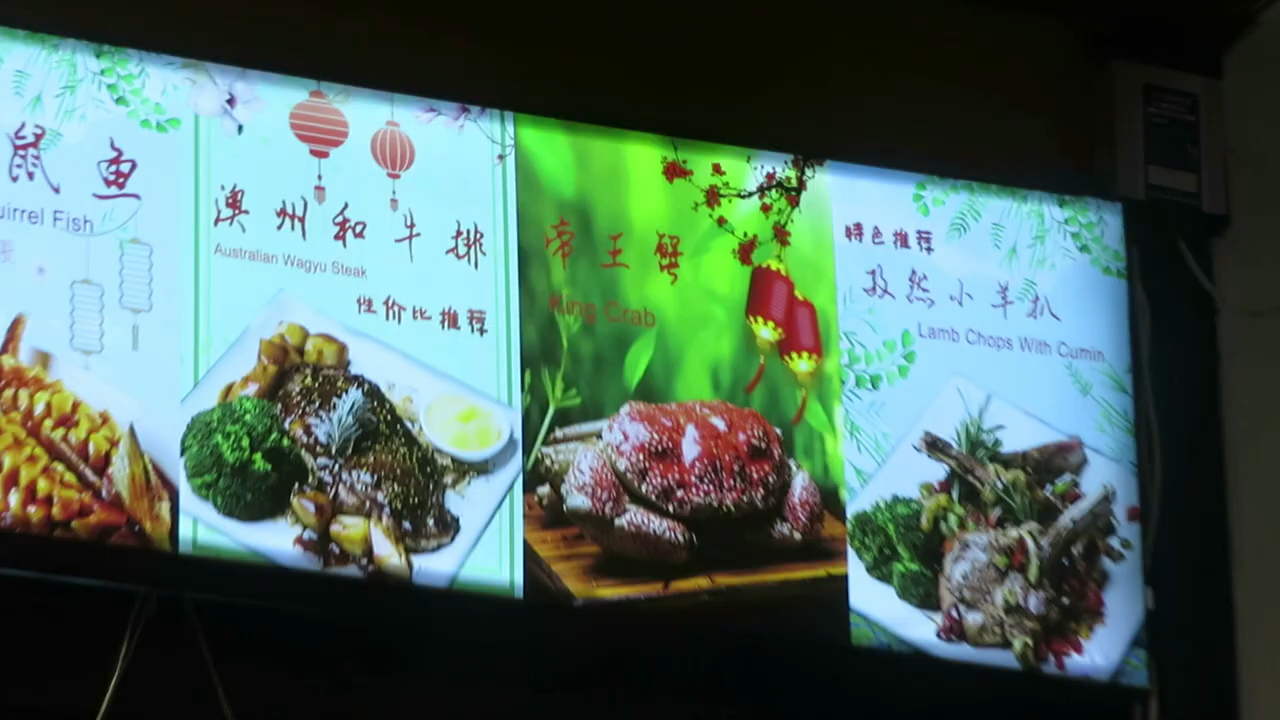 鼠鱼
uirrel Fish
澳州和牛排
Australian Wagyu Steak
性价比推荐
帝王蟹
King Crab
特色推荐
孜然小羊扒
Lamb Chops With Cumin